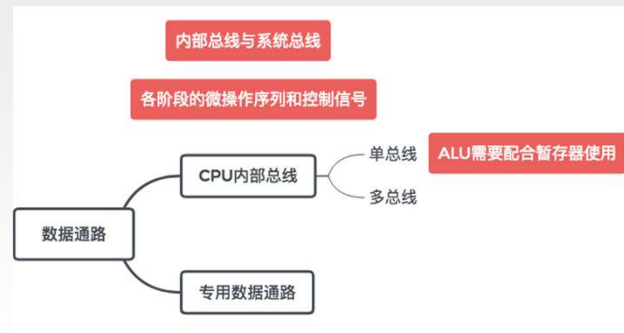 内部总线与系统总线
各阶段的微操作序列和控制信号
单总线
ALU需要配合暂存器使用
CPU内部总线
多总线
数据通路
专用数据通路